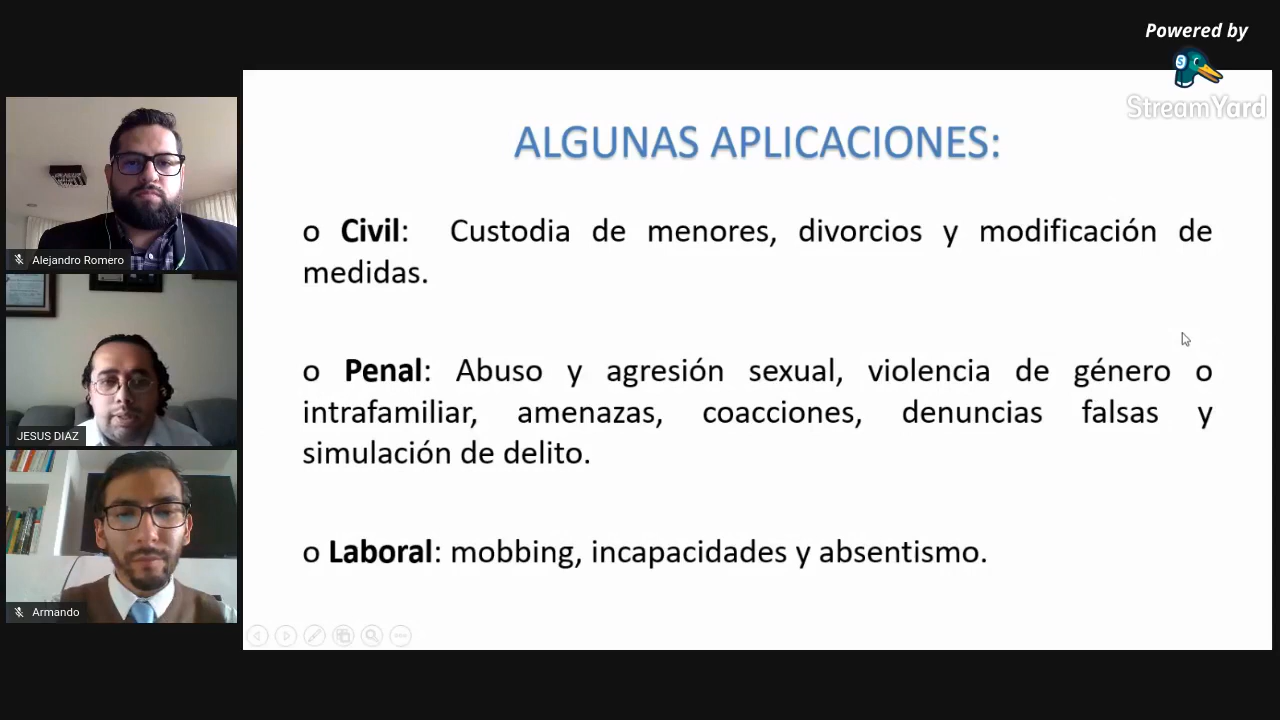 Powered by
StreamYard
ALGUNAS APLICACIONES:
o Civil: Custodia de menores, divorcios y modificación de
medidas.
o Penal: Abuso y agresión sexual, violencia de género o
intrafamiliar, amenazas, coacciones, denuncias falsas y
simulación de delito.
o Laboral: mobbing, incapacidades y absentismo.
Alejandro Romero
JESUS DIAZ
Armando